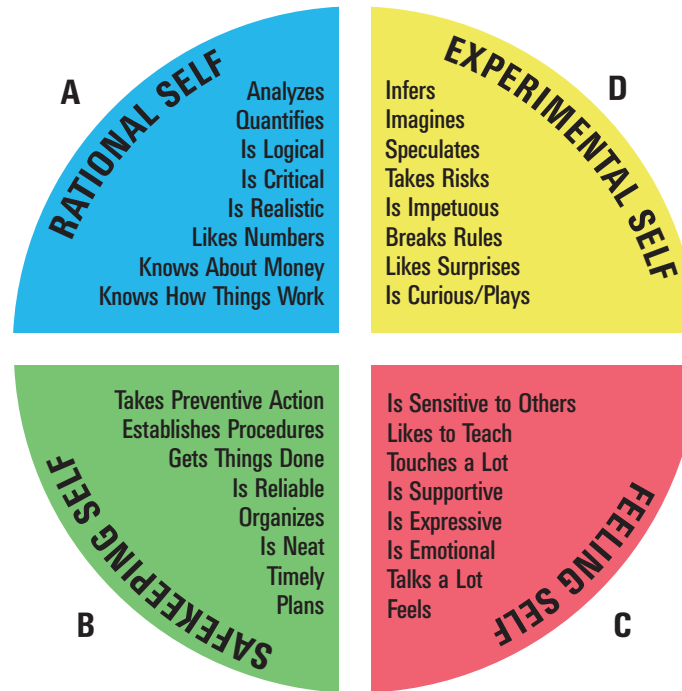 A
RATIONAL SELF
Analyzes
Quantifies
Is Logical
Is Critical
Is Realistic
Likes Numbers
Knows About Money
Knows How Things Work
D
EXPERIMENTAL SELF
Infers
Imagines
Speculates
Takes Risks
Is Impetuous
Breaks Rules
Likes Surprises
Is Curious/Plays
B
SAFEKEEPING SELF
Takes Preventive Action
Establishes Procedures
Gets Things Done
Is Reliable
Organizes
Is Neat
Timely
Plans
C
FEELING SELF
Is Sensitive to Others
Likes to Teach
Touches a Lot
Is Supportive
Is Expressive
Is Emotional
Talks a Lot
Feels